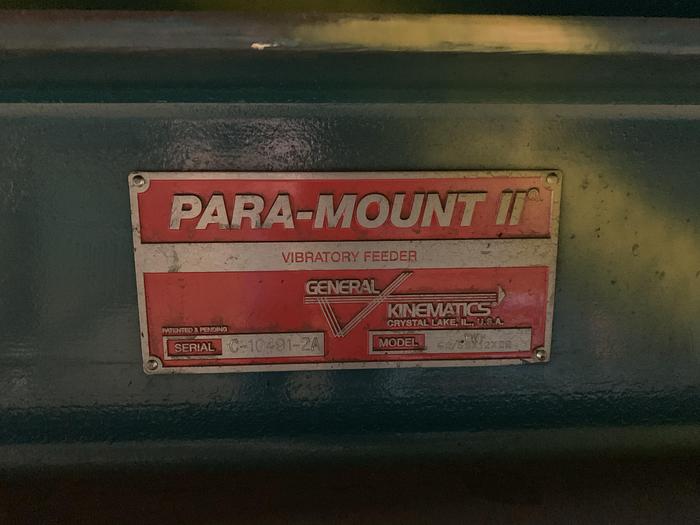 PARA-MOUNT II®
VIBRATORY FEEDER
GENERAL
KINEMATICS
CRYSTAL LAKE, IL., U.S.A.
PATENTED & PENDING
SERIAL C-10491-2A
MODEL